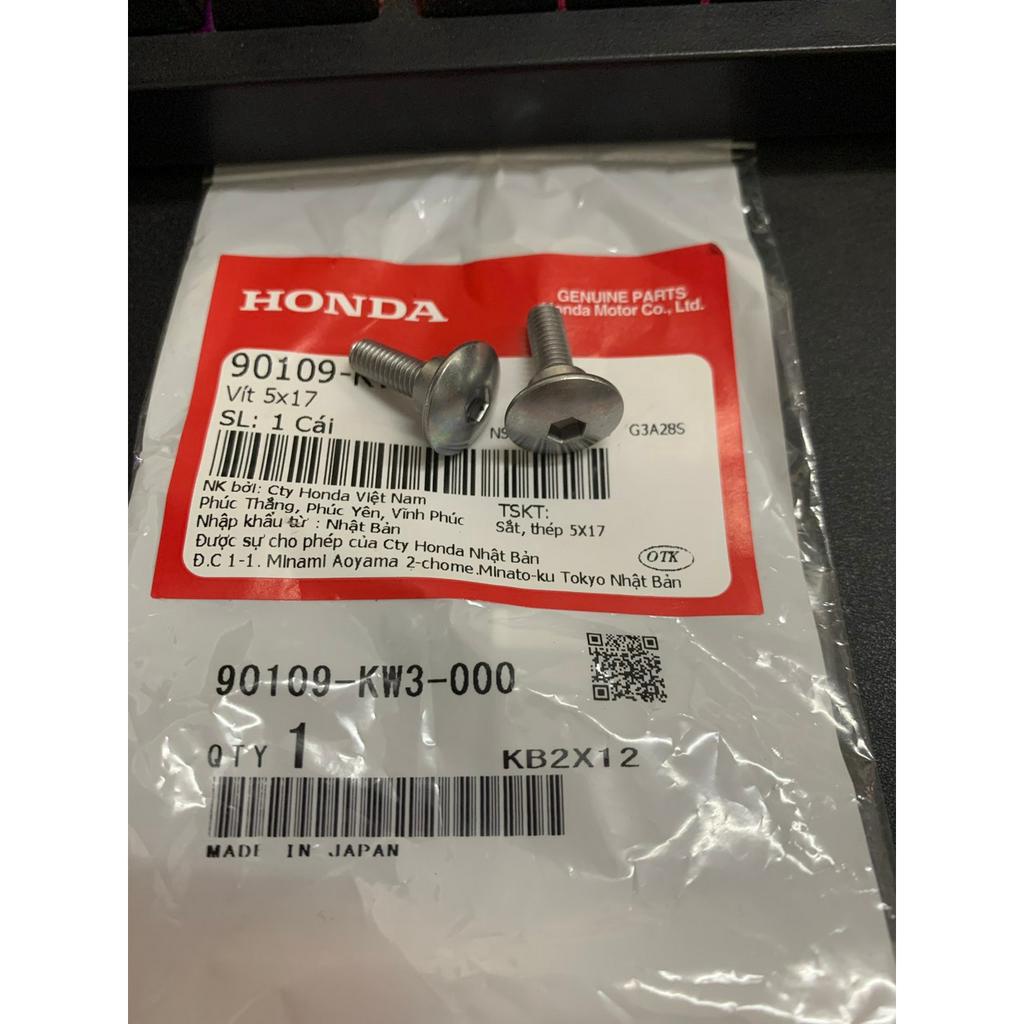 HONDA
GENUINE PARTS
Honda Motor Co., Ltd.
90109-
Vít 5x17
SL: 1 Cái
G3A28S
NK bởi: Cty Honda Việt Nam
Phúc Thắng, Phúc Yên, Vĩnh Phúc
TSKT:
Sắt, thép 5X17
Nhập khẩu từ : Nhật Bản
Được sự cho phép của Cty Honda Nhật Bản
OTK
Đ.C 1-1. Minami Aoyama 2-chome.Minato-ku Tokyo Nhật Bản
90109-KW3-000
QTY 1
KB2X12
MADE IN JAPAN